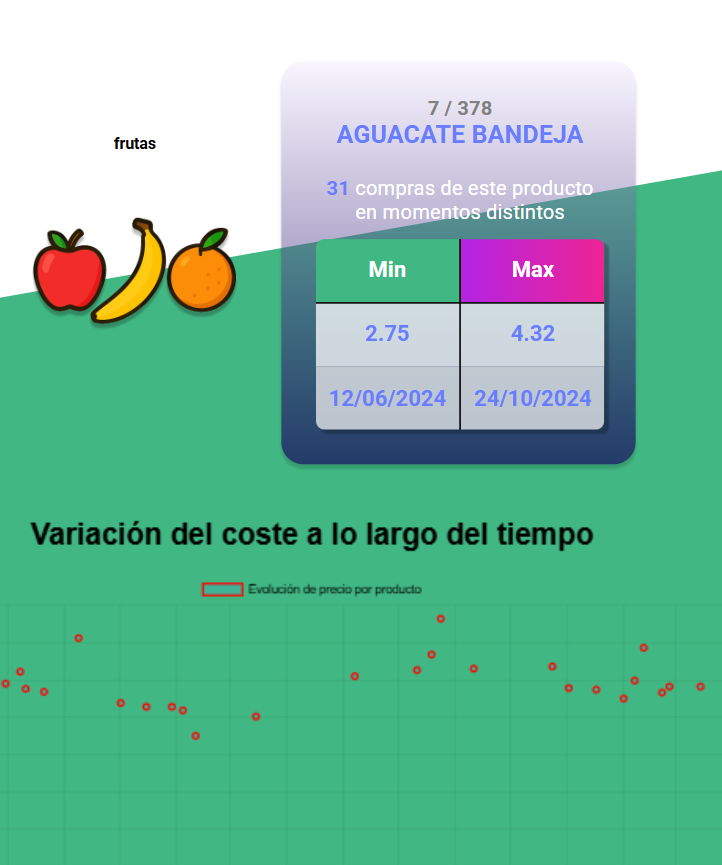 frutas
7 / 378
AGUACATE BANDEJA
31 compras de este producto
en momentos distintos
Min Max
2.75 4.32
12/06/2024 24/10/2024
Variación del coste a lo largo del tiempo
Evolución de precio por producto